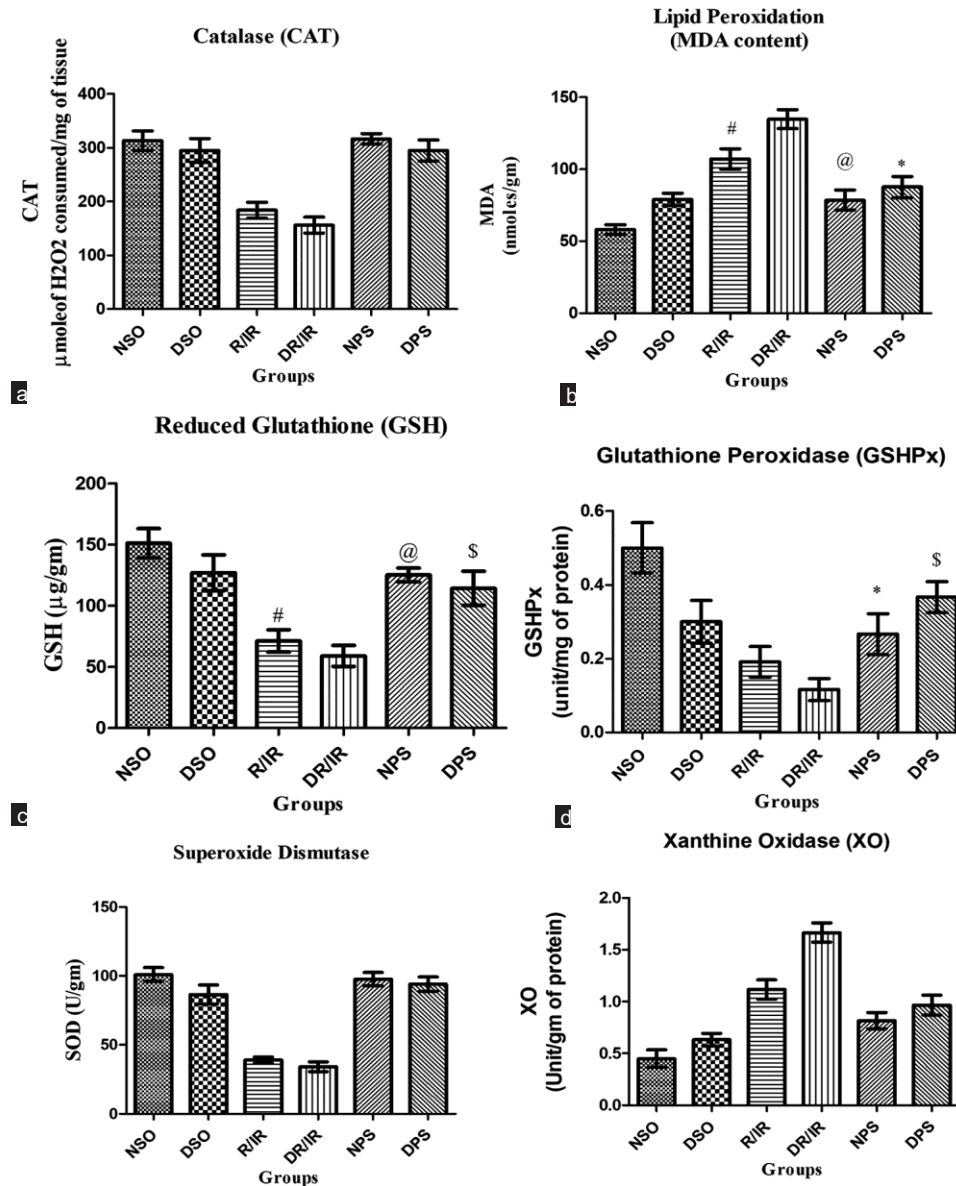 Catalase (CAT)
CAT
μmoleof H2O2 consumed/mg of tissue
400
300
200
100
0
NSO DSO R/IR DR/IR NPS DPS
Groups
a
Lipid Peroxidation
(MDA content)
MDA
(nmoles/gm)
150
100
50
0
# @ *
NSO DSO R/IR DR/IR NPS DPS
Groups
b
Reduced Glutathione (GSH)
GSH (μg/gm)
200
150
100
50
0
# @ $
NSO DSO R/IR DR/IR NPS DPS
Groups
c
Glutathione Peroxidase (GSHPx)
GSHPx
(unit/mg of protein)
0.6
0.4
0.2
0.0
* $
NSO DSO R/IR DR/IR NPS DPS
Groups
d
Superoxide Dismutase
SOD (U/gm)
150
100
50
0
NSO DSO R/IR DR/IR NPS DPS
Groups
Xanthine Oxidase (XO)
XO
(Unit/gm of protein)
2.0
1.5
1.0
0.5
0.0
NSO DSO R/IR DR/IR NPS DPS
Groups